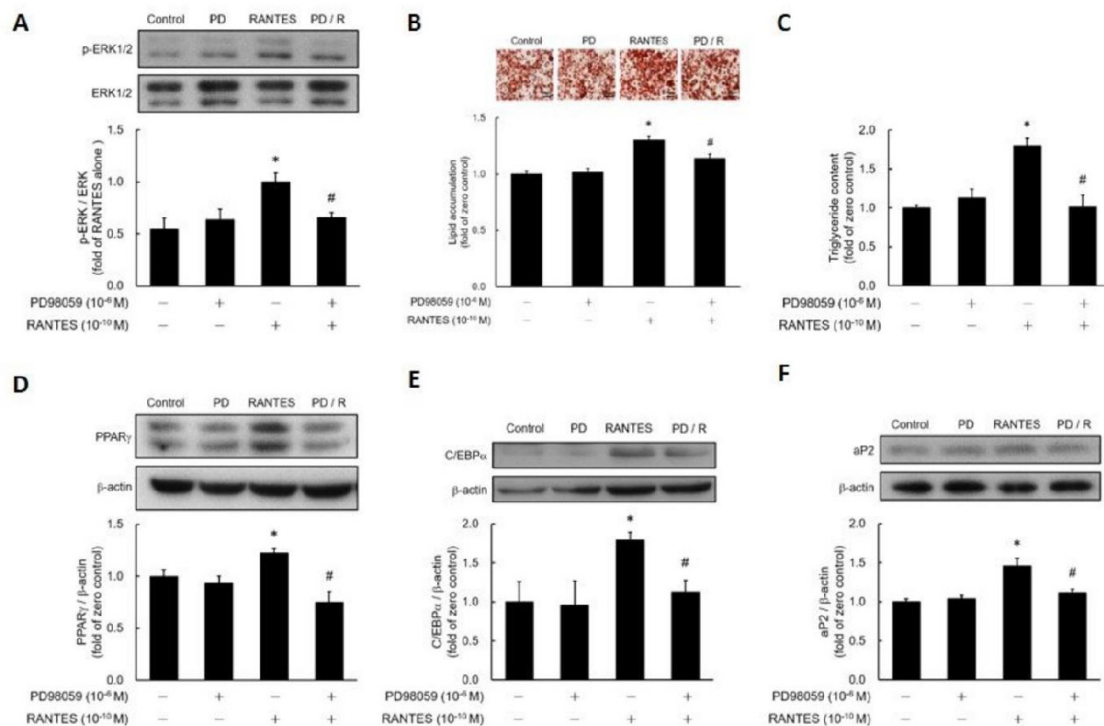 A
Control PD RANTES PD / R
p-ERK1/2
ERK1/2
p-ERK / ERK
(fold of RANTES alone)
1.5
*
1.0
#
0.5
0.0
PD98059 (10⁻⁶ M) – + – +
RANTES (10⁻¹⁰ M) – – + +
B
Control PD RANTES PD / R
Lipid accumulation
(fold of zero control)
1.5
*
#
1.0
0.5
0.0
PD98059 (10⁻⁶ M) – + – +
RANTES (10⁻¹⁰ M) – – + +
C
Triglyceride content
(fold of zero control)
2.0
*
1.5
#
1.0
0.5
0.0
PD98059 (10⁻⁶ M) – + – +
RANTES (10⁻¹⁰ M) – – + +
D
Control PD RANTES PD / R
PPARγ
β-actin
PPARγ / β-actin
(fold of zero control)
1.5
*
1.0
#
0.5
0.0
PD98059 (10⁻⁶ M) – + – +
RANTES (10⁻¹⁰ M) – – + +
E
Control PD RANTES PD / R
C/EBPα
β-actin
C/EBPα / β-actin
(fold of zero control)
2.0
*
1.5
#
1.0
0.5
0.0
PD98059 (10⁻⁶ M) – + – +
RANTES (10⁻¹⁰ M) – – + +
F
Control PD RANTES PD / R
aP2
β-actin
aP2 / β-actin
(fold of zero control)
2.0
*
1.5
#
1.0
0.5
0.0
PD98059 (10⁻⁶ M) – + – +
RANTES (10⁻¹⁰ M) – – + +